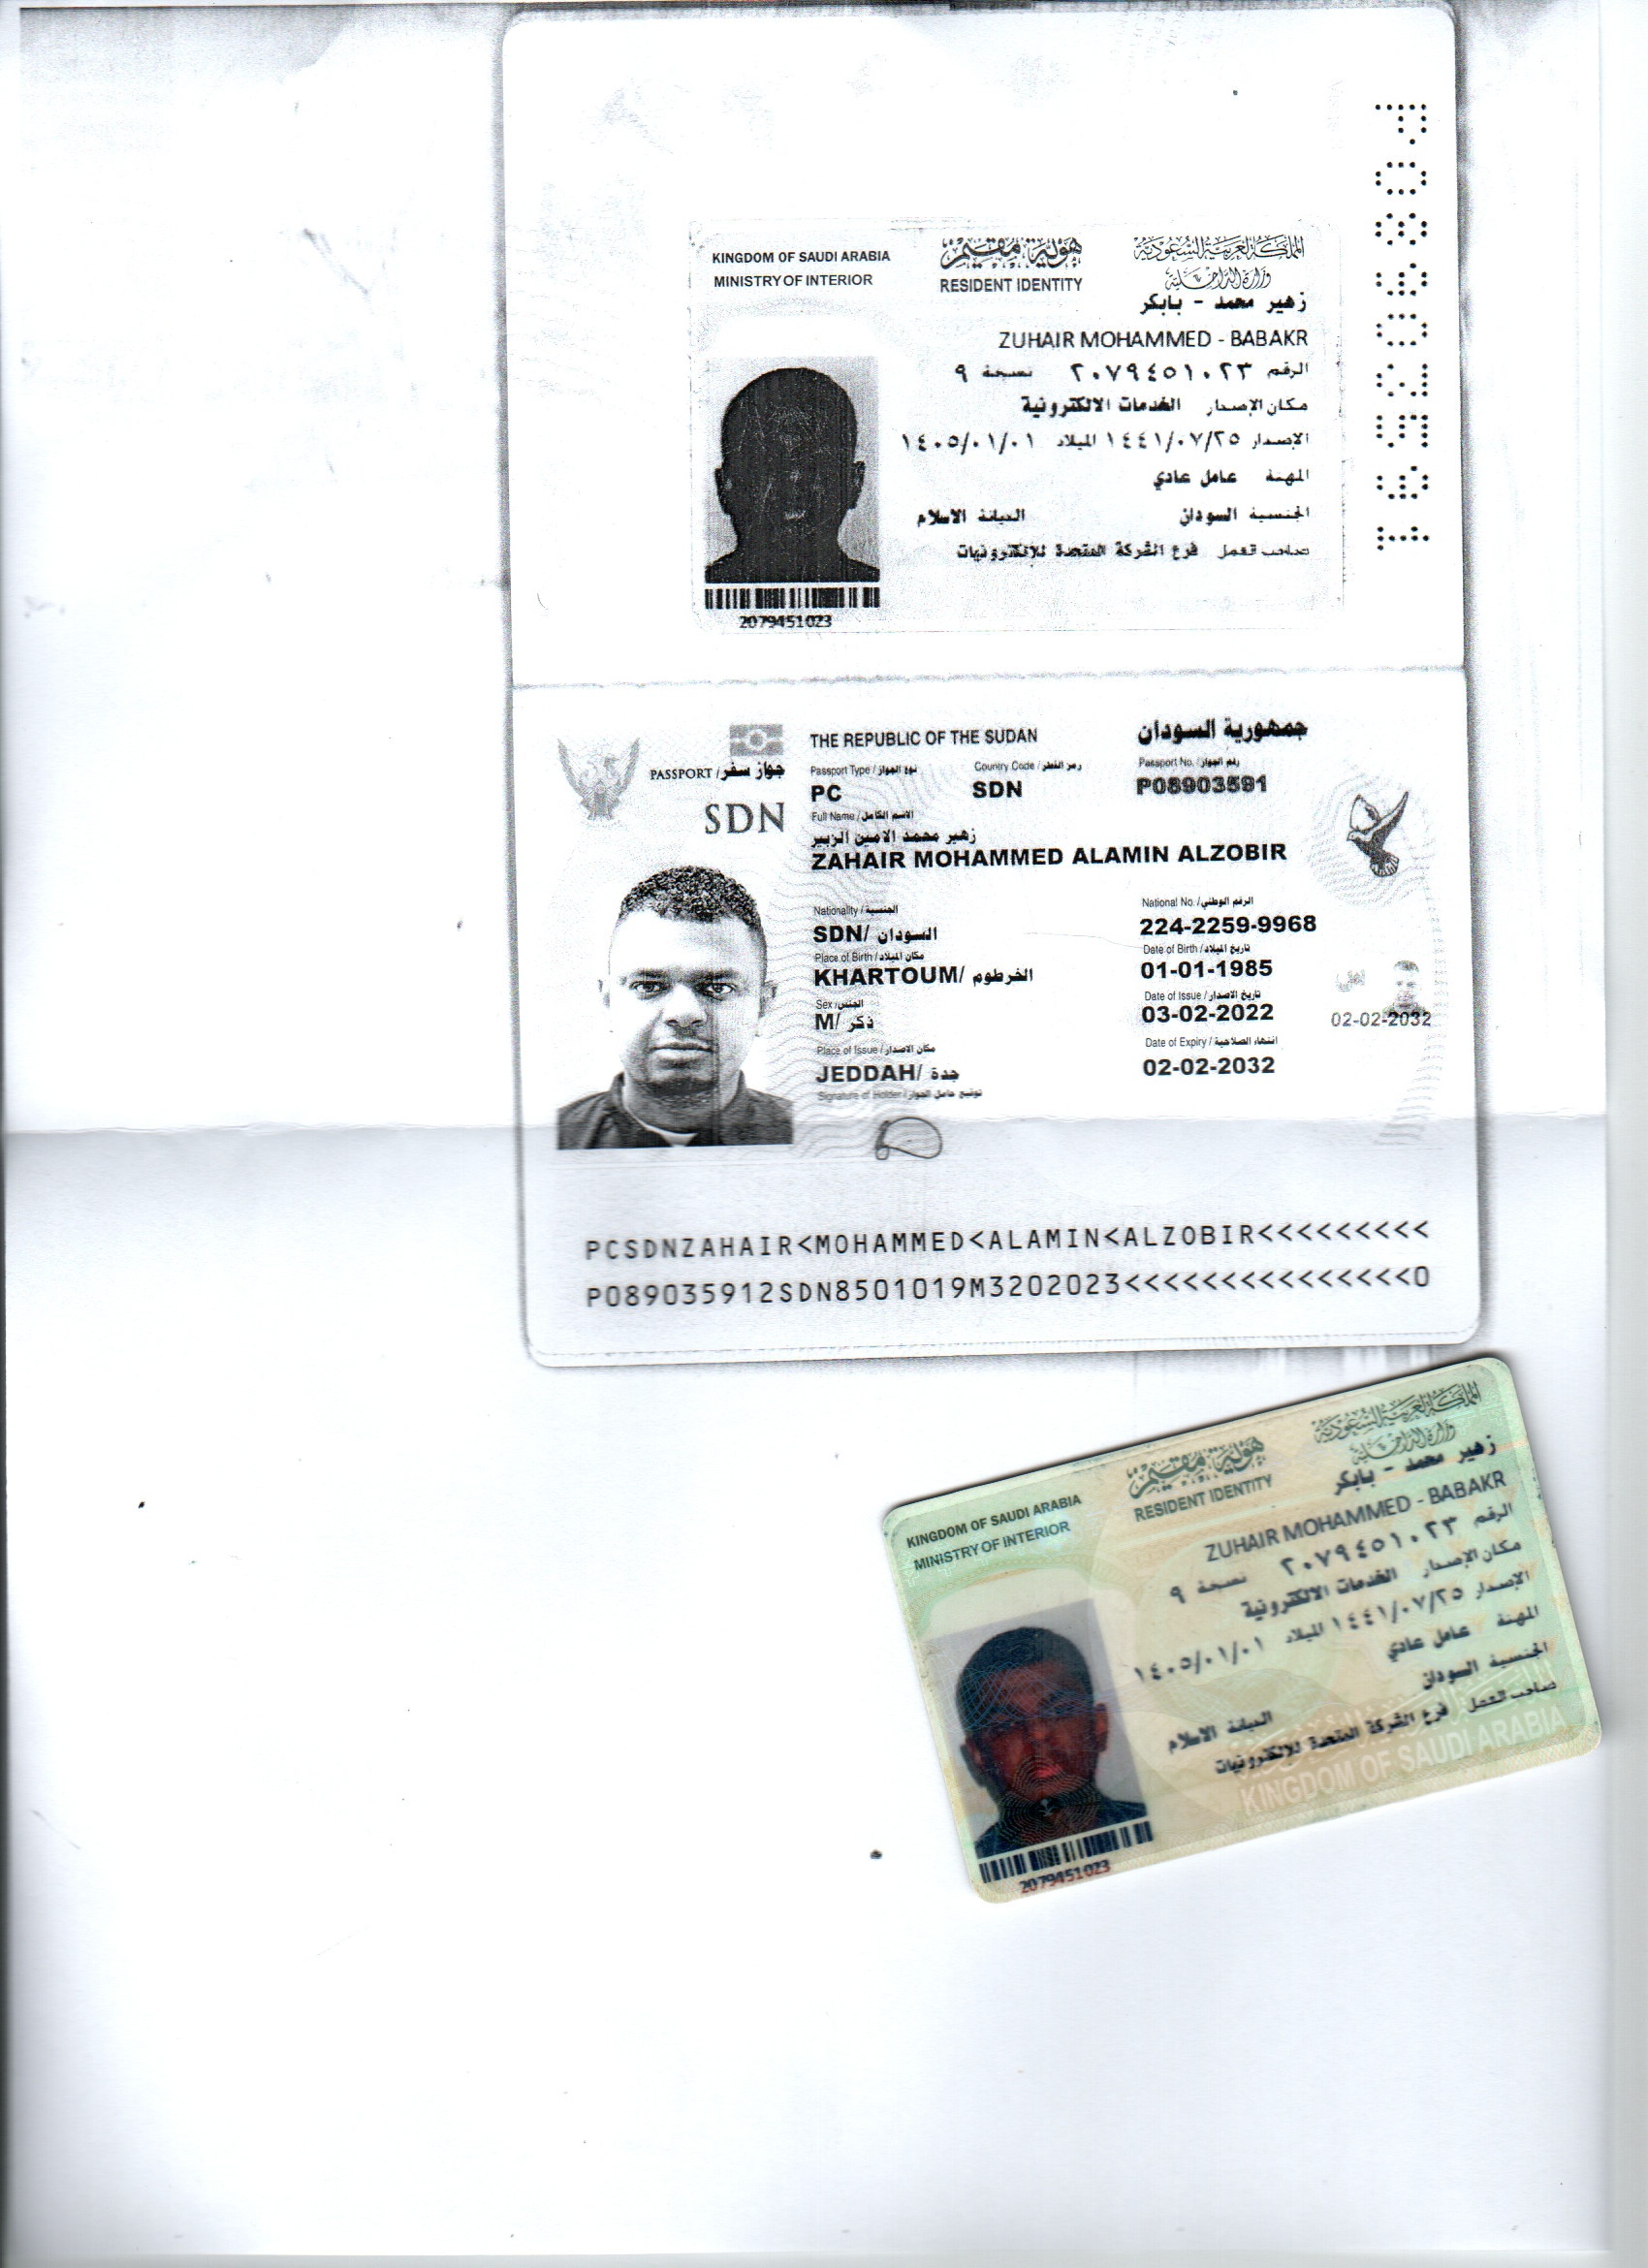 P08903591
KINGDOM OF SAUDI ARABIA
MINISTRY OF INTERIOR
هوية مقيم
RESIDENT IDENTITY
المملكة العربية السعودية
وزارة الداخلية
زهير محمد - بابكر
ZUHAIR MOHAMMED - BABAKR
الرقم ٢٠٧٩٤٥١٠٢٣ نسخة ٩
مكان الإصدار الخدمات الالكترونية
الإصدار ١٤٤١/٠٧/٢٥ الميلاد ١٤٠٥/٠١/٠١
المهنة عامل عادي
الجنسية السودان الديانة الاسلام
صاحب العمل فرع الشركة المتحدة للالكترونيات
2079451023
THE REPUBLIC OF THE SUDAN
جمهورية السودان
PASSPORT / جواز سفر
SDN
Passport Type / نوع الجواز
PC
Country Code / رمز القطر
SDN
Passport No. / رقم الجواز
P08903591
Full Name / الاسم الكامل
زهير محمد الامين الزبير
ZAHAIR MOHAMMED ALAMIN ALZOBIR
Nationality / الجنسية
SDN/ السودان
National No. / الرقم الوطني
224-2259-9968
Place of Birth / مكان الميلاد
KHARTOUM/ الخرطوم
Date of Birth / تاريخ الميلاد
01-01-1985
Sex / الجنس
M/ ذكر
Date of Issue / تاريخ الاصدار
03-02-2022
02-02-2032
Place of Issue / مكان الاصدار
JEDDAH/ جدة
Date of Expiry / انتهاء الصلاحية
02-02-2032
Signature of Holder / توقيع حامل الجواز
PCSDNZAHAIR<MOHAMMED<ALAMIN<ALZOBIR<<<<<<<<<
P089035912SDN8501019M3202023<<<<<<<<<<<<<<<0
KINGDOM OF SAUDI ARABIA
MINISTRY OF INTERIOR
هوية مقيم
RESIDENT IDENTITY
المملكة العربية السعودية
وزارة الداخلية
زهير محمد - بابكر
ZUHAIR MOHAMMED - BABAKR
الرقم ٢٠٧٩٤٥١٠٢٣ نسخة ٩
مكان الإصدار الخدمات الالكترونية
الإصدار ١٤٤١/٠٧/٢٥ الميلاد ١٤٠٥/٠١/٠١
المهنة عامل عادي
الجنسية السودان
الديانة الاسلام
صاحب العمل فرع الشركة المتحدة للالكترونيات
KINGDOM OF SAUDI ARABIA
2079451023